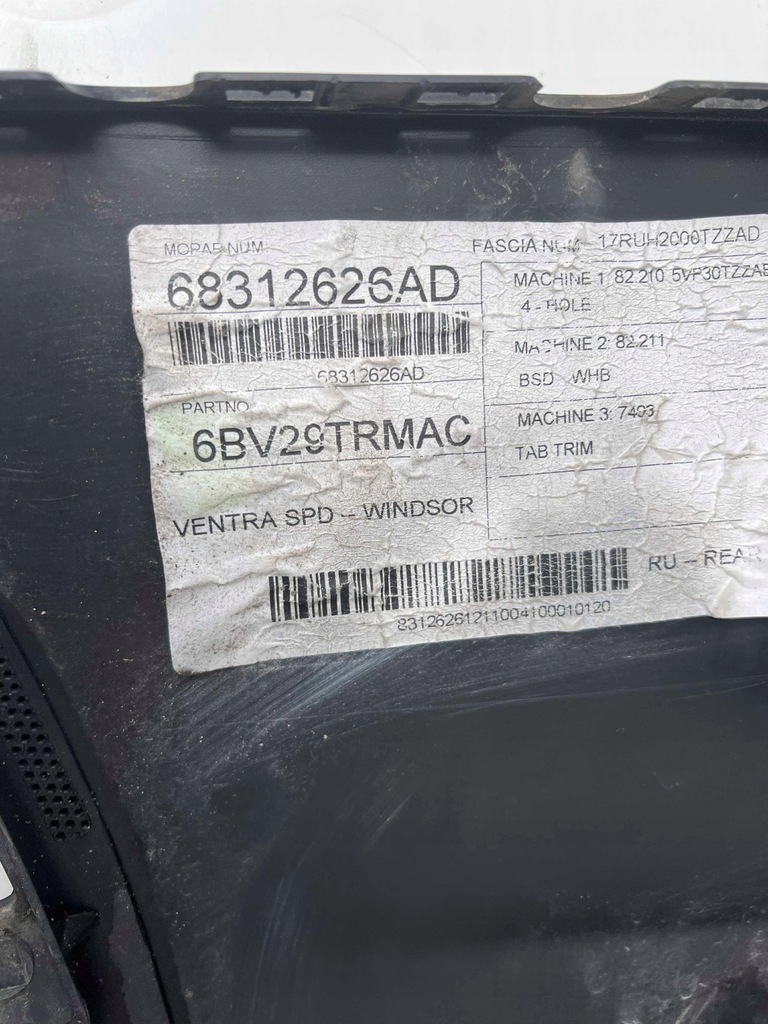 MOPAR NUM
68312626AD
68312626AD
PARTNO
6BV29TRMAC
VENTRA SPD – WINDSOR
FASCIA NUM 17RUH2000TZZAD
MACHINE 1: 82.210
4 - HOLE
MACHINE 2: 82.211
BSD WHB
MACHINE 3: 7493
TAB TRIM
RU – REAR
83126261211004100010120